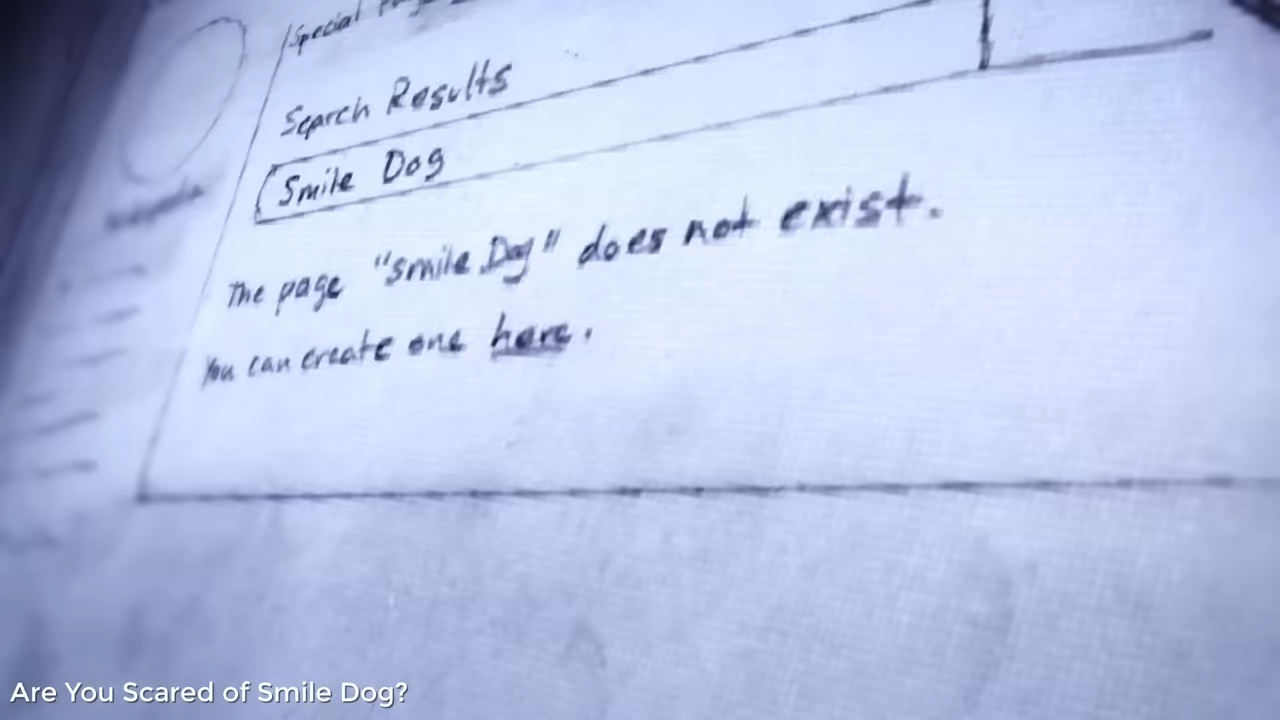 Special
Search Results
Smile Dog
The page "Smile Dog" does not exist.
You can create one here.
Are You Scared of Smile Dog?